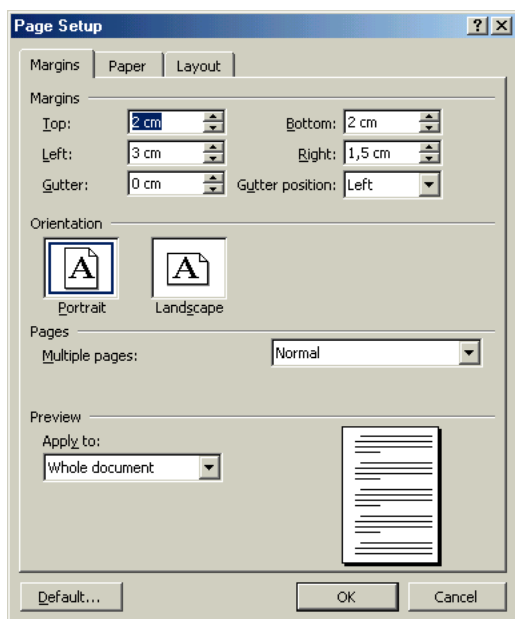 Page Setup
Margins Paper Layout
Margins
Top: 2 cm Bottom: 2 cm
Left: 3 cm Right: 1,5 cm
Gutter: 0 cm Gutter position: Left
Orientation
A A
Portrait Landscape
Pages
Multiple pages: Normal
Preview
Apply to:
Whole document
Default... OK Cancel